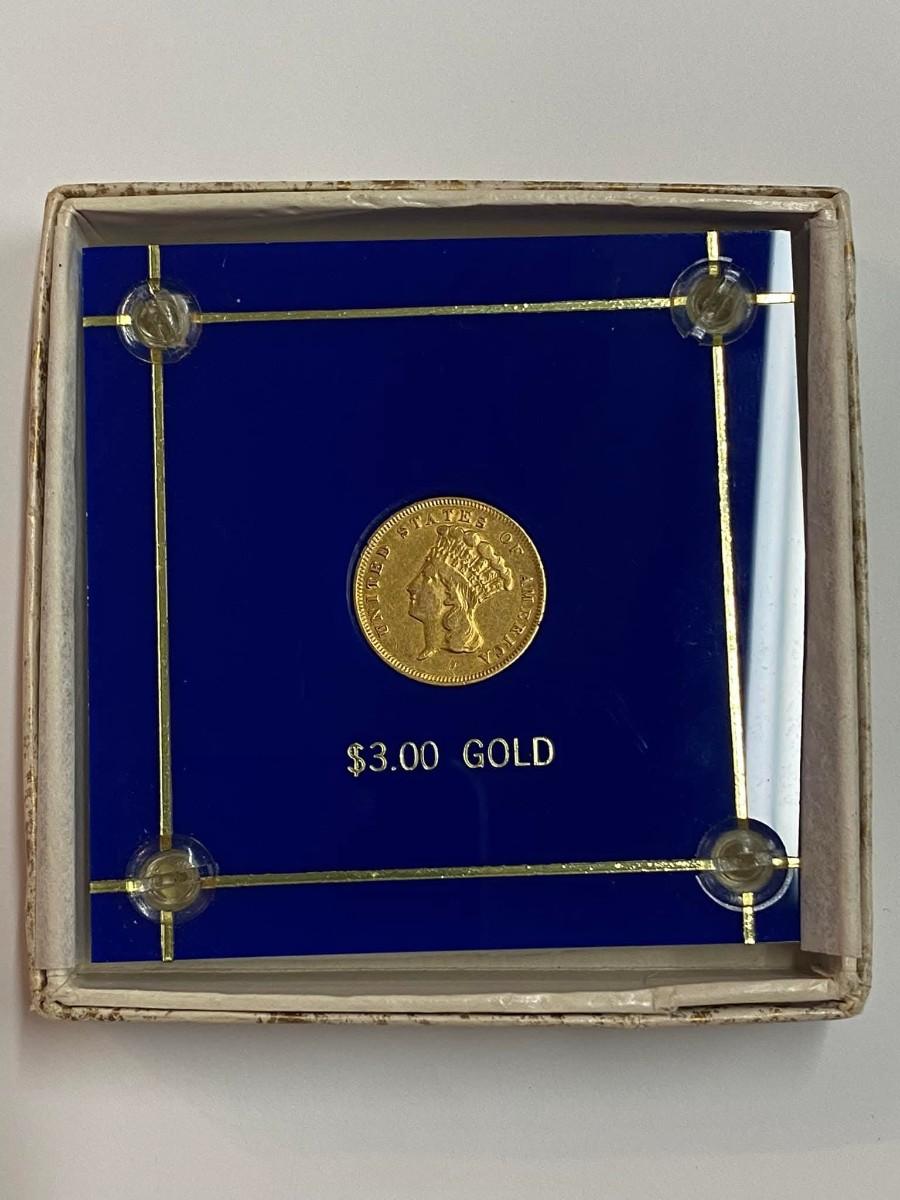 UNITED STATES OF AMERICA
$3.00 GOLD